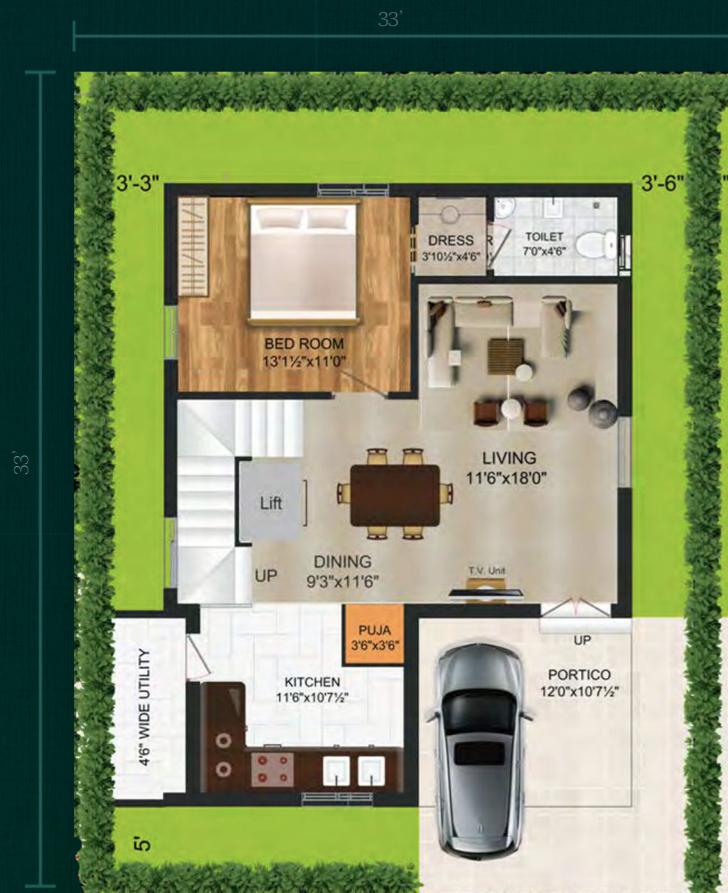 33'
3'-3"
3'-6"
DRESS
3'10½"x4'6"
TOILET
7'0"x4'6"
BED ROOM
13'1½"x11'0"
LIVING
11'6"x18'0"
33'
Lift
DINING
9'3"x11'6"
UP
T.V. Unit
UP
PUJA
3'6"x3'6"
PORTICO
12'0"x10'7½"
KITCHEN
11'6"x10'7½"
4'6" WIDE UTILITY
5'